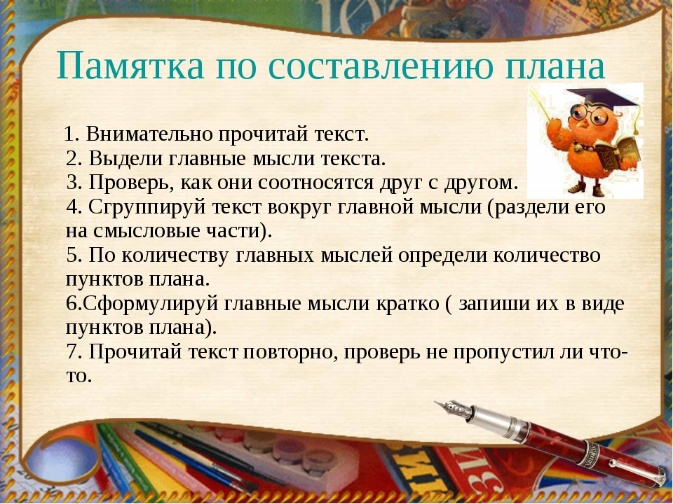 Памятка по составлению плана
1. Внимательно прочитай текст.
2. Выдели главные мысли текста.
3. Проверь, как они соотносятся друг с другом.
4. Сгруппируй текст вокруг главной мысли (раздели его
на смысловые части).
5. По количеству главных мыслей определи количество
пунктов плана.
6.Сформулируй главные мысли кратко ( запиши их в виде
пунктов плана).
7. Прочитай текст повторно, проверь не пропустил ли что-
то.